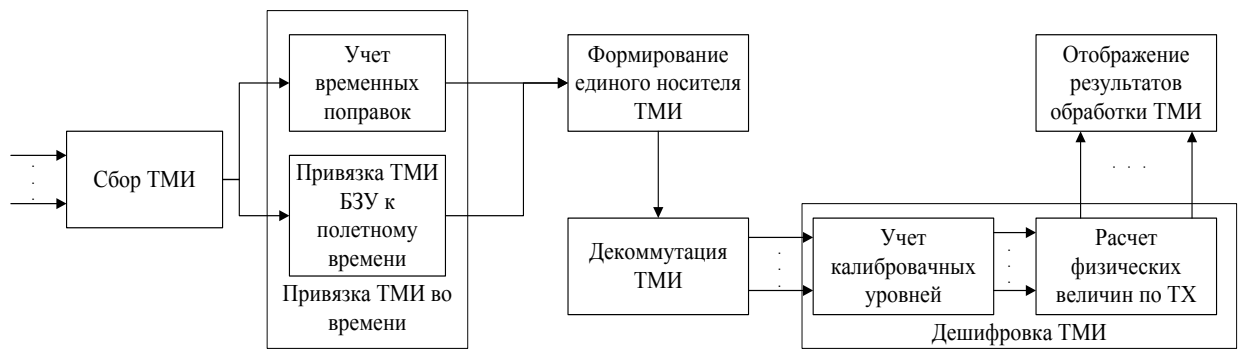 Сбор ТМИ
Учет
временных
поправок
Привязка ТМИ
БЗУ к
полетному
времени
Привязка ТМИ во
времени
Формирование
единого носителя
ТМИ
Декоммутация
ТМИ
Учет
калибровачных
уровней
Расчет
физических
величин по ТХ
Дешифровка ТМИ
Отображение
результатов
обработки ТМИ